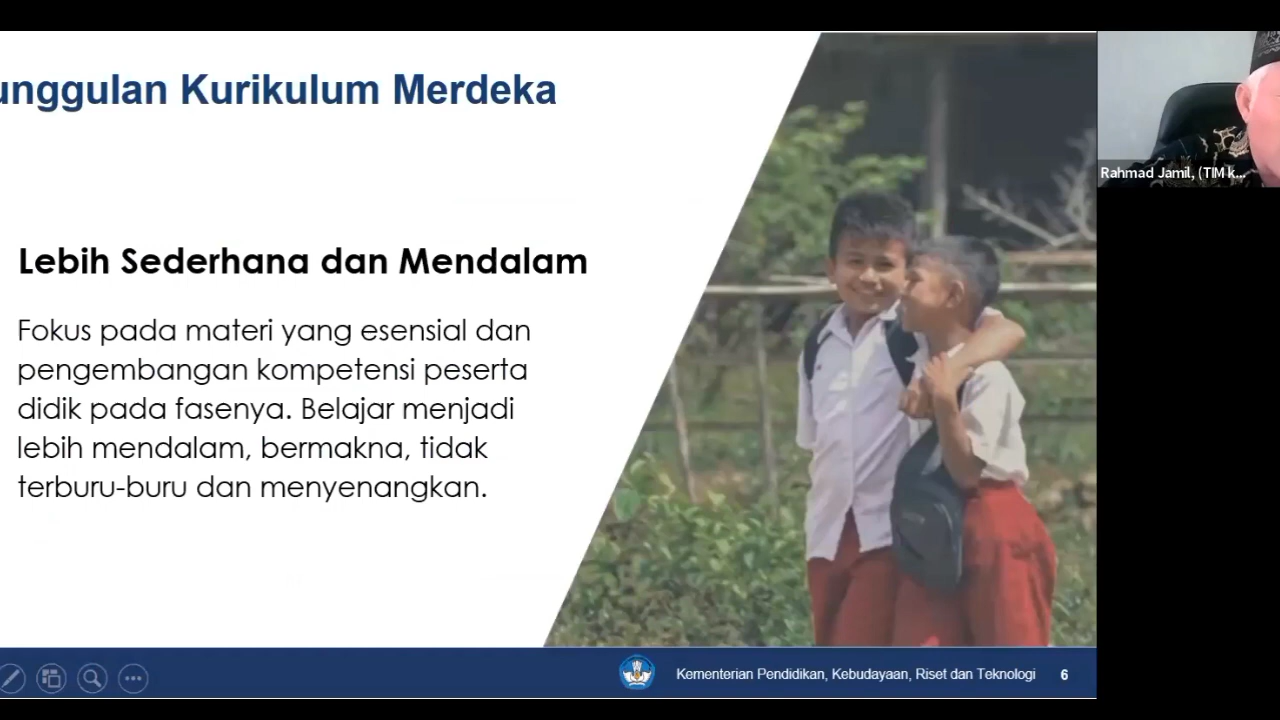 unggulan Kurikulum Merdeka
Lebih Sederhana dan Mendalam
Fokus pada materi yang esensial dan
pengembangan kompetensi peserta
didik pada fasenya. Belajar menjadi
lebih mendalam, bermakna, tidak
terburu-buru dan menyenangkan.
Rahmad Jamil, (TIM k...
Kementerian Pendidikan, Kebudayaan, Riset dan Teknologi 6